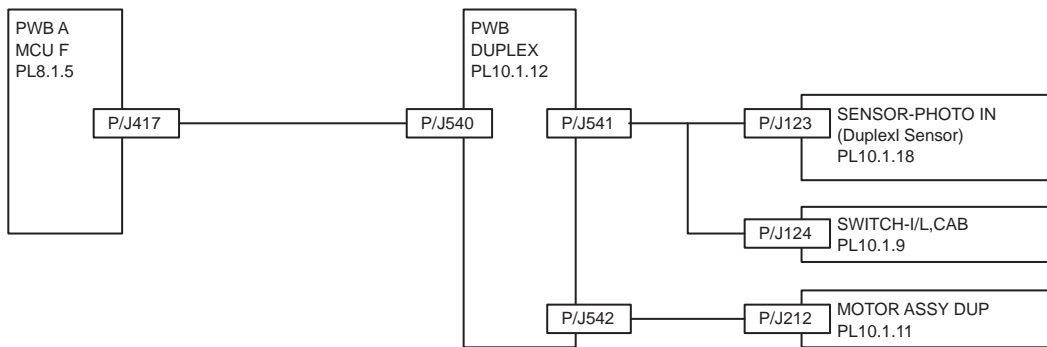 PWB A
MCU F
PL8.1.5
P/J417
P/J540
PWB
DUPLEX
PL10.1.12
P/J541
P/J542
P/J123
SENSOR-PHOTO IN
(Duplexl Sensor)
PL10.1.18
P/J124
SWITCH-I/L,CAB
PL10.1.9
P/J212
MOTOR ASSY DUP
PL10.1.11